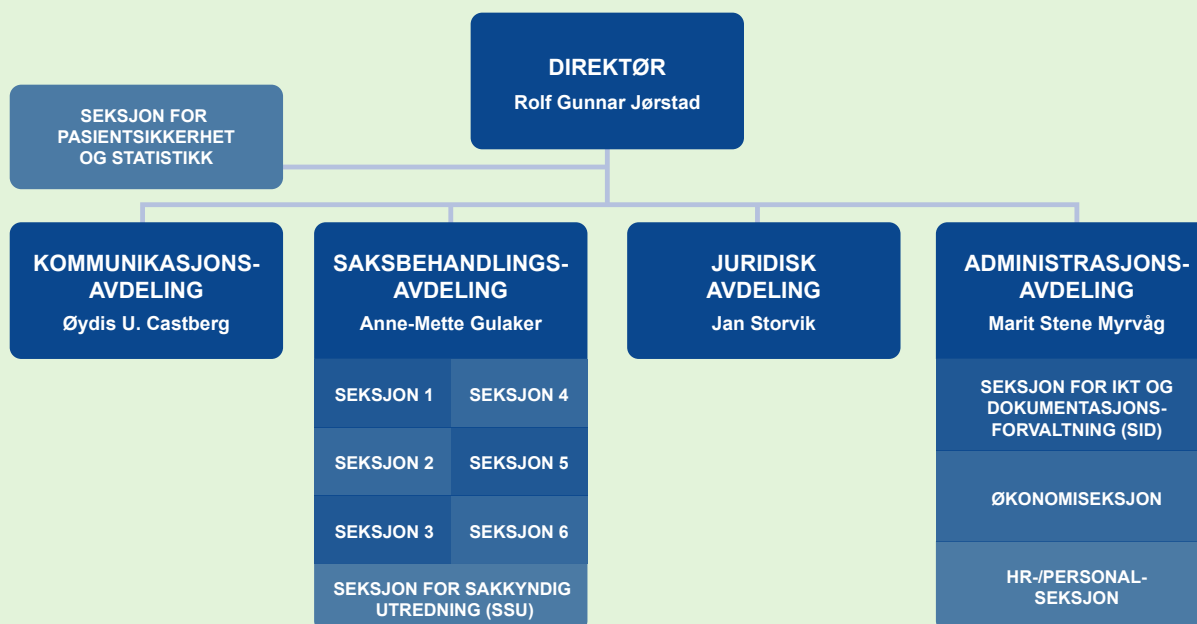 DIREKTØR
Rolf Gunnar Jørstad
SEKSJON FOR
PASIENTSIKKERHET
OG STATISTIKK
KOMMUNIKASJONS-
AVDELING
Øydis U. Castberg
SAKSBEHANDLINGS-
AVDELING
Anne-Mette Gulaker
SEKSJON 1
SEKSJON 4
SEKSJON 2
SEKSJON 5
SEKSJON 3
SEKSJON 6
SEKSJON FOR SAKKYNDIG
UTREDNING (SSU)
JURIDISK
AVDELING
Jan Storvik
ADMINISTRASJONS-
AVDELING
Marit Stene Myrvåg
SEKSJON FOR IKT OG
DOKUMENTASJONS-
FORVALTNING (SID)
ØKONOMISEKSJON
HR-/PERSONAL-
SEKSJON